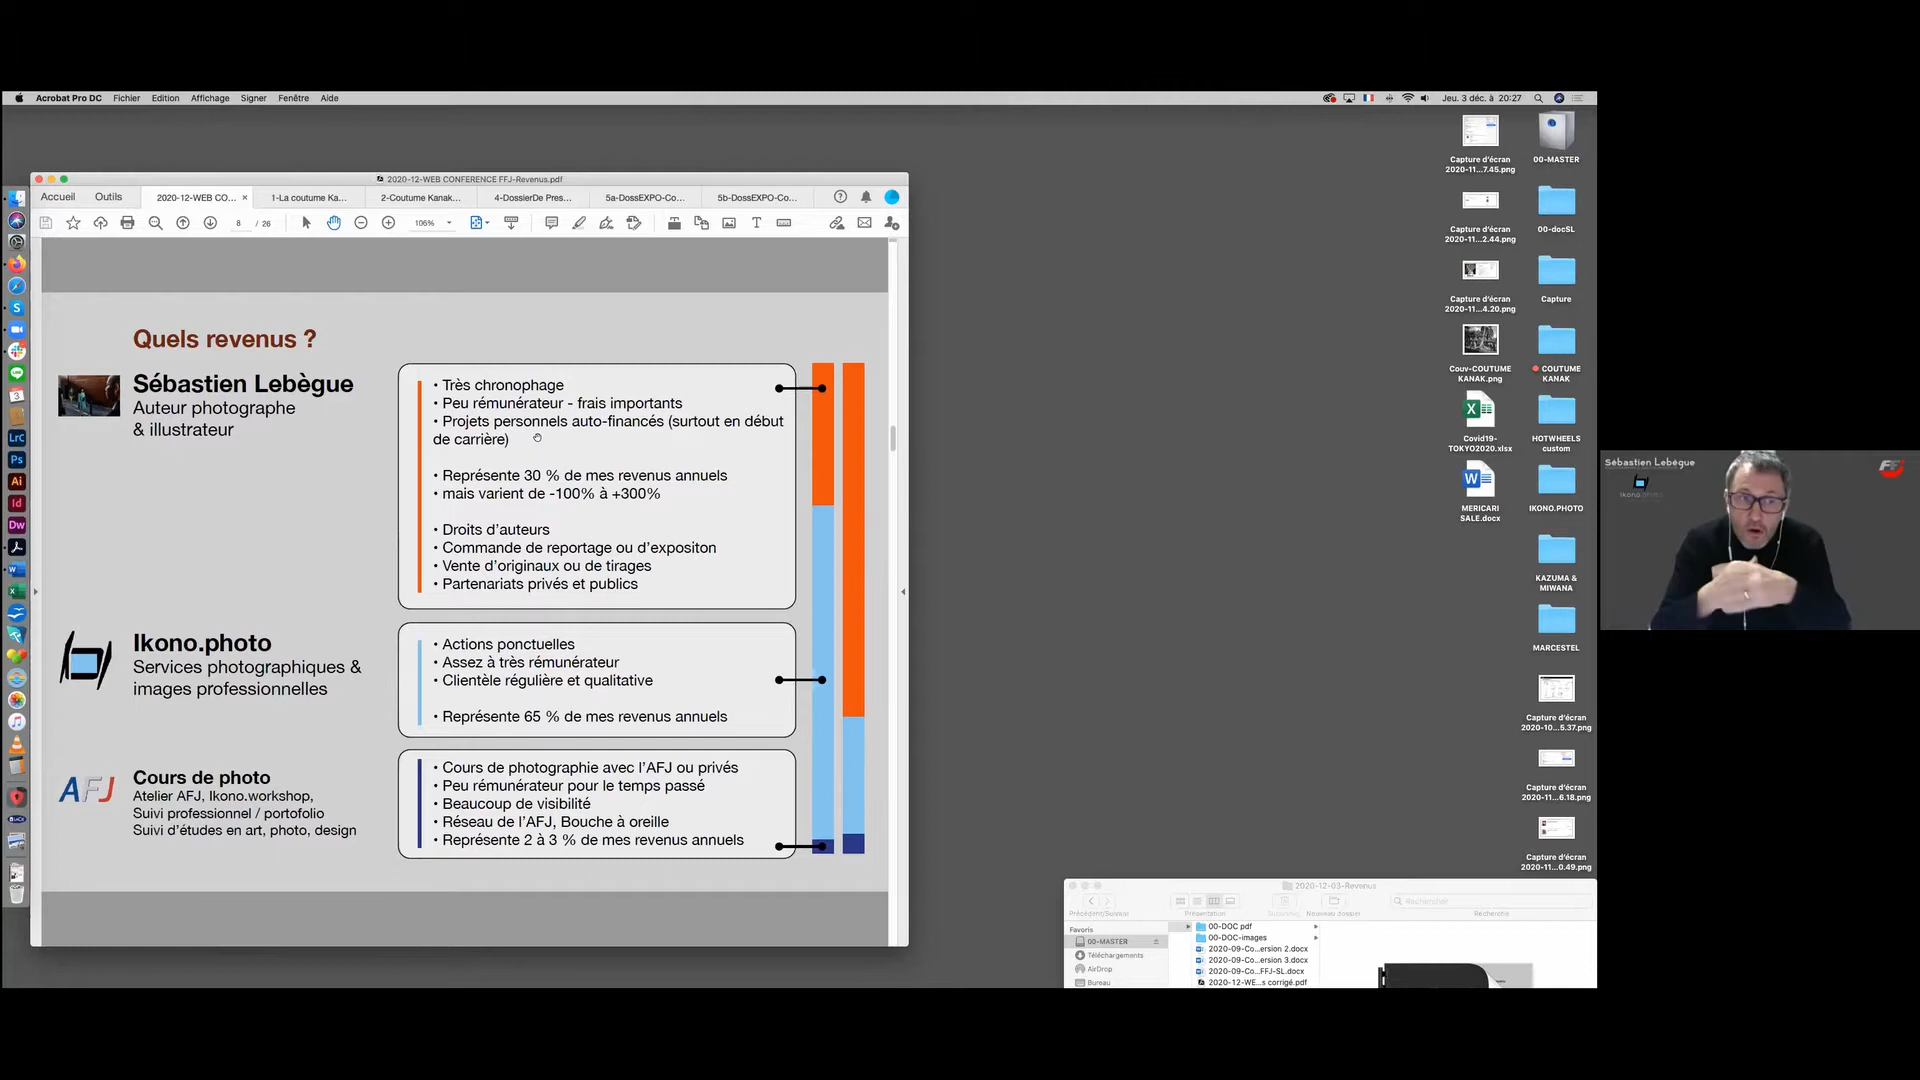 Acrobat Pro DC Fichier Edition Affichage Signer Fenêtre Aide
Jeu. 3 déc. à 20:27
2020-12-WEB CONFERENCE FFJ-Revenus.pdf
Accueil Outils 2020-12-WEB CO... × 1-La coutume Ka... 2-Coutume Kanak... 4-DossierDe Pres... 5a-DossEXPO-Co... 5b-DossEXPO-Co...
8 / 26 106%
Quels revenus ?
Sébastien Lebègue
Auteur photographe
& illustrateur
• Très chronophage
• Peu rémunérateur - frais importants
• Projets personnels auto-financés (surtout en début
de carrière)
• Représente 30 % de mes revenus annuels
• mais varient de -100% à +300%
• Droits d'auteurs
• Commande de reportage ou d'expositon
• Vente d'originaux ou de tirages
• Partenariats privés et publics
Ikono.photo
Services photographiques &
images professionnelles
• Actions ponctuelles
• Assez à très rémunérateur
• Clientèle régulière et qualitative
• Représente 65 % de mes revenus annuels
AFJ
Cours de photo
Atelier AFJ, Ikono.workshop,
Suivi professionnel / portofolio
Suivi d'études en art, photo, design
• Cours de photographie avec l'AFJ ou privés
• Peu rémunérateur pour le temps passé
• Beaucoup de visibilité
• Réseau de l'AFJ, Bouche à oreille
• Représente 2 à 3 % de mes revenus annuels
Capture d'écran
2020-11...7.45.png
00-MASTER
Capture d'écran
2020-11...2.44.png
00-docSL
Capture d'écran
2020-11...4.20.png
Capture
Couv-COUTUME
KANAK.png
COUTUME
KANAK
Covid19-
TOKYO2020.xlsx
HOTWHEELS
custom
MERICARI
SALE.docx
IKONO.PHOTO
KAZUMA &
MIWANA
MARCESTEL
Capture d'écran
2020-10...5.37.png
Capture d'écran
2020-11...6.18.png
Capture d'écran
2020-11...0.49.png
2020-12-03-Revenus
Rechercher
Précédent/Suivant Présentation Nouveau dossier Recherche
Favoris
00-MASTER
Téléchargements
AirDrop
Bureau
00-DOC pdf
00-DOC-images
2020-09-Co...ersion 2.docx
2020-09-Co...ersion 3.docx
2020-09-Co...FFJ-SL.docx
2020-12-WE...s corrigé.pdf
Sébastien Lebègue
Ikono.photo
FFJ